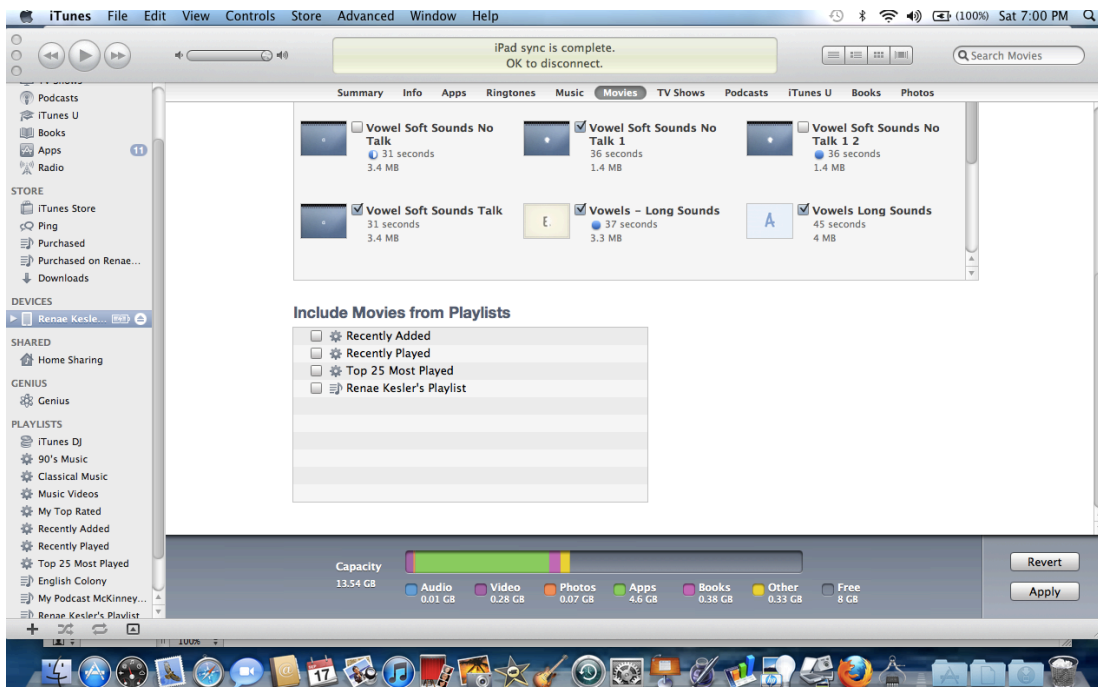 iTunes File Edit View Controls Store Advanced Window Help (100%) Sat 7:00 PM
iPad sync is complete.
OK to disconnect.
Search Movies
Summary Info Apps Ringtones Music Movies TV Shows Podcasts iTunes U Books Photos
Podcasts
iTunes U
Books
Apps 11
Radio
STORE
iTunes Store
Ping
Purchased
Purchased on Renae...
Downloads
DEVICES
Renae Kesle...
SHARED
Home Sharing
GENIUS
Genius
PLAYLISTS
iTunes DJ
90's Music
Classical Music
Music Videos
My Top Rated
Recently Added
Recently Played
Top 25 Most Played
English Colony
My Podcast McKinney...
Renae Kesler's Playlist
Vowel Soft Sounds No
Talk
31 seconds
3.4 MB
Vowel Soft Sounds No
Talk 1
36 seconds
1.4 MB
Vowel Soft Sounds No
Talk 1 2
36 seconds
1.4 MB
Vowel Soft Sounds Talk
31 seconds
3.4 MB
E
Vowels - Long Sounds
37 seconds
3.3 MB
A
Vowels Long Sounds
45 seconds
4 MB
Include Movies from Playlists
Recently Added
Recently Played
Top 25 Most Played
Renae Kesler's Playlist
Capacity
13.54 GB
Audio
0.01 GB
Video
0.28 GB
Photos
0.07 GB
Apps
4.6 GB
Books
0.38 GB
Other
0.33 GB
Free
8 GB
Revert
Apply
100%
17